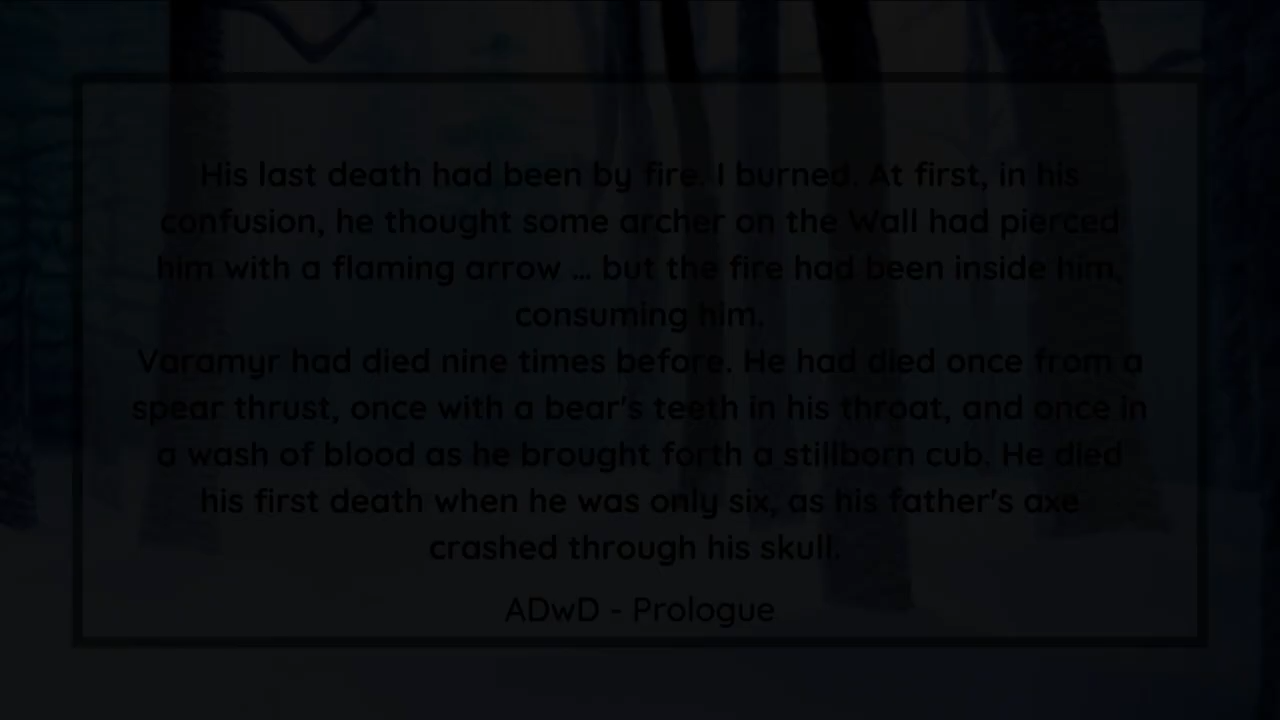 His last death had been by fire. I burned. At first, in his
confusion, he thought some archer on the Wall had pierced
him with a flaming arrow ... but the fire had been inside him,
consuming him.
Varamyr had died nine times before. He had died once from a
spear thrust, once with a bear's teeth in his throat, and once in
a wash of blood as he brought forth a stillborn cub. He died
his first death when he was only six, as his father's axe
crashed through his skull.
ADwD - Prologue